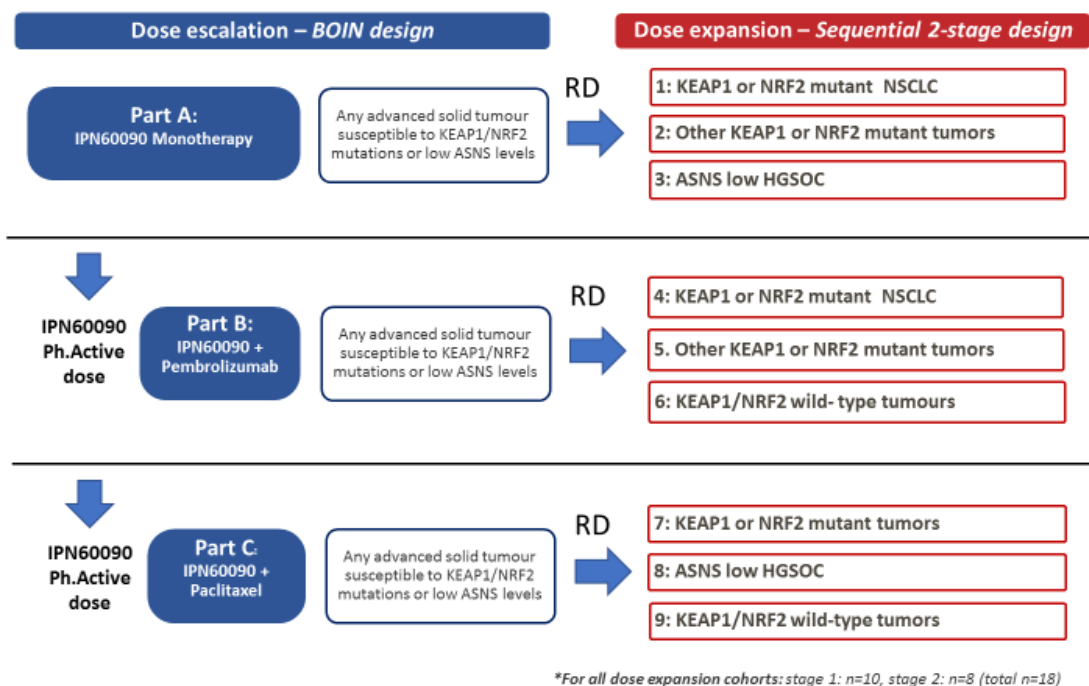 Dose escalation – BOIN design
Dose expansion – Sequential 2-stage design
Part A:
IPN60090 Monotherapy
Any advanced solid tumour
susceptible to KEAP1/NRF2
mutations or low ASNS levels
RD
1: KEAP1 or NRF2 mutant NSCLC
2: Other KEAP1 or NRF2 mutant tumors
3: ASNS low HGSOC
IPN60090
Ph.Active
dose
Part B:
IPN60090 +
Pembrolizumab
Any advanced solid tumour
susceptible to KEAP1/NRF2
mutations or low ASNS levels
RD
4: KEAP1 or NRF2 mutant NSCLC
5. Other KEAP1 or NRF2 mutant tumors
6: KEAP1/NRF2 wild- type tumours
IPN60090
Ph.Active
dose
Part C:
IPN60090 +
Paclitaxel
Any advanced solid tumour
susceptible to KEAP1/NRF2
mutations or low ASNS levels
RD
7: KEAP1 or NRF2 mutant tumors
8: ASNS low HGSOC
9: KEAP1/NRF2 wild-type tumors
*For all dose expansion cohorts: stage 1: n=10, stage 2: n=8 (total n=18)